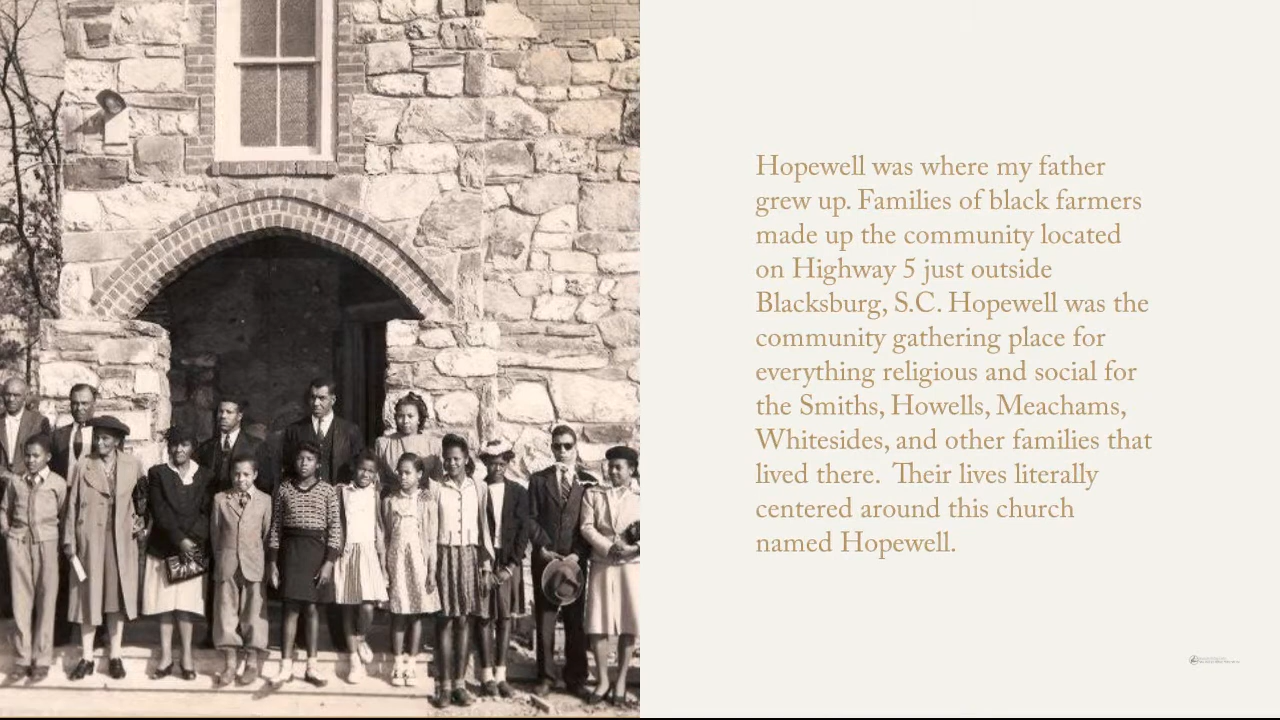 Hopewell was where my father
grew up. Families of black farmers
made up the community located
on Highway 5 just outside
Blacksburg, S.C. Hopewell was the
community gathering place for
everything religious and social for
the Smiths, Howells, Meachams,
Whitesides, and other families that
lived there.  Their lives literally
centered around this church
named Hopewell.